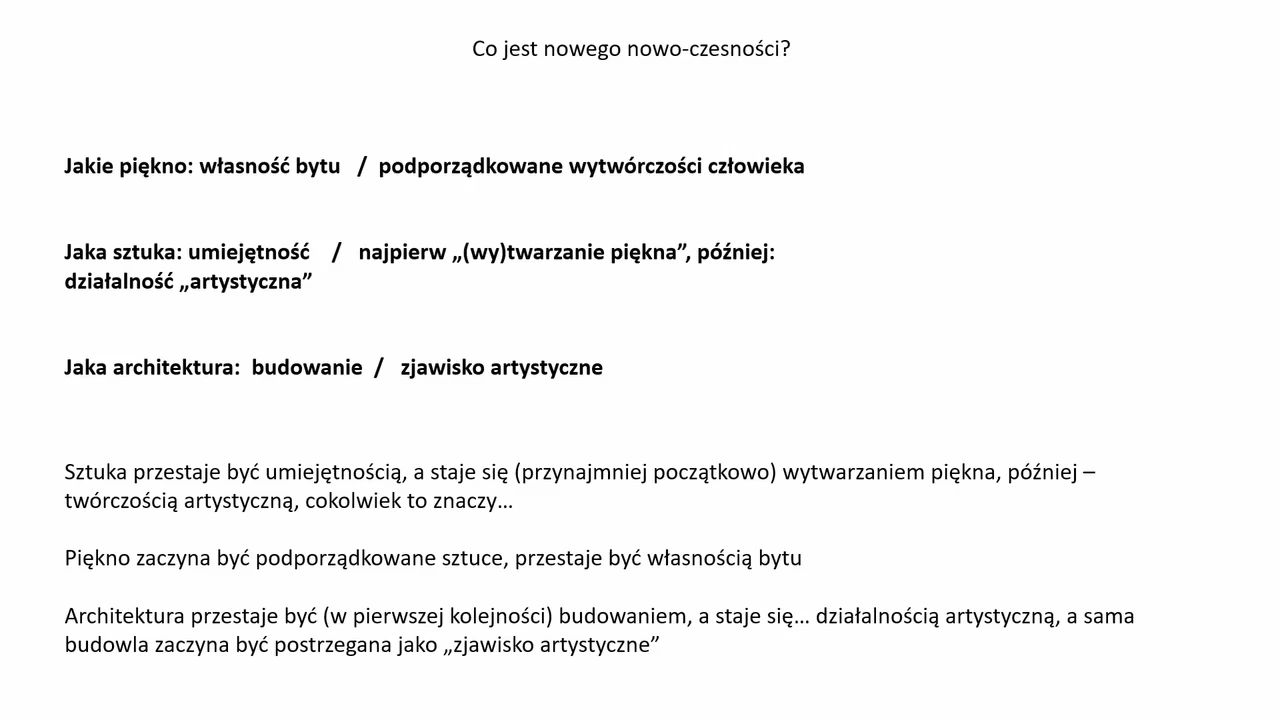 Co jest nowego nowo-czesności?
Jakie piękno: własność bytu / podporządkowane wytwórczości człowieka
Jaka sztuka: umiejętność / najpierw „(wy)twarzanie piękna”, później:
działalność „artystyczna”
Jaka architektura: budowanie / zjawisko artystyczne
Sztuka przestaje być umiejętnością, a staje się (przynajmniej początkowo) wytwarzaniem piękna, później –
twórczością artystyczną, cokolwiek to znaczy…
Piękno zaczyna być podporządkowane sztuce, przestaje być własnością bytu
Architektura przestaje być (w pierwszej kolejności) budowaniem, a staje się… działalnością artystyczną, a sama
budowla zaczyna być postrzegana jako „zjawisko artystyczne”